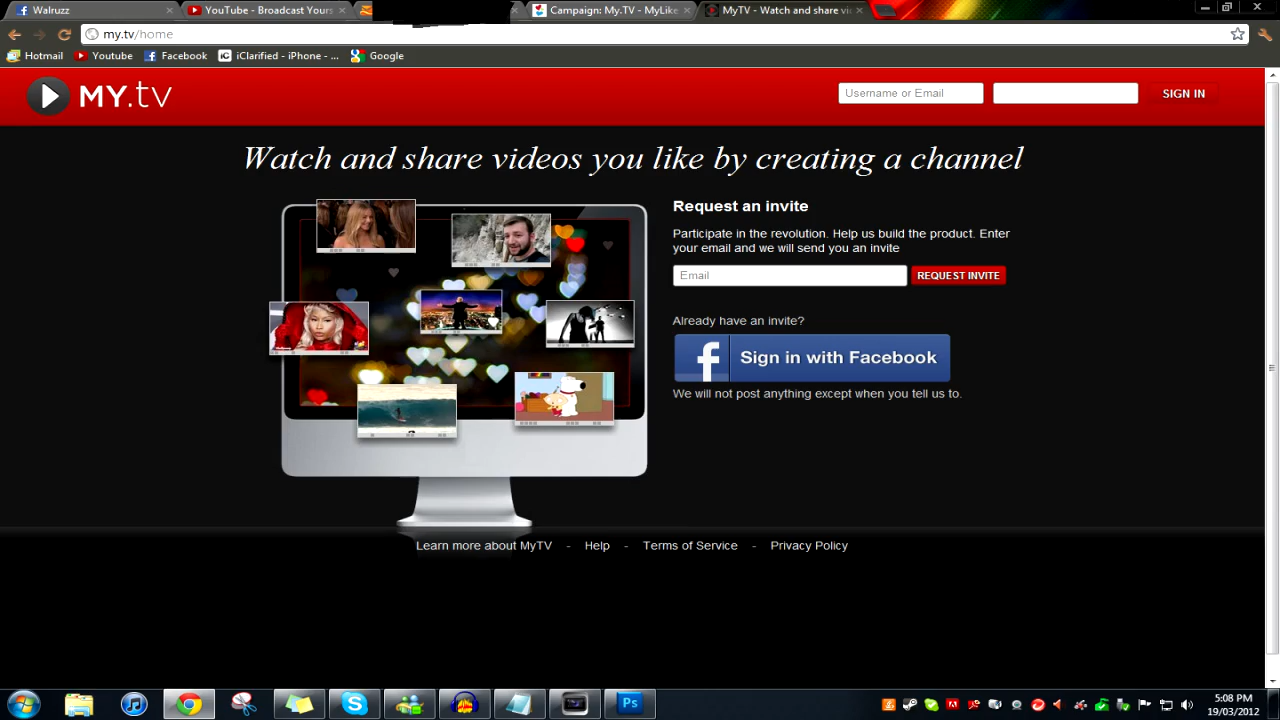 Walruzz
YouTube - Broadcast Yours
Campaign: My.TV - MyLike
MyTV - Watch and share vi
my.tv/home
Hotmail
Youtube
Facebook
iC
iClarified - iPhone - ...
Google
MY.tv
Username or Email
SIGN IN
Watch and share videos you like by creating a channel
Request an invite
Participate in the revolution. Help us build the product. Enter
your email and we will send you an invite
Email
REQUEST INVITE
Already have an invite?
f
Sign in with Facebook
We will not post anything except when you tell us to.
Learn more about MyTV - Help - Terms of Service - Privacy Policy
Ps
5:08 PM
19/03/2012